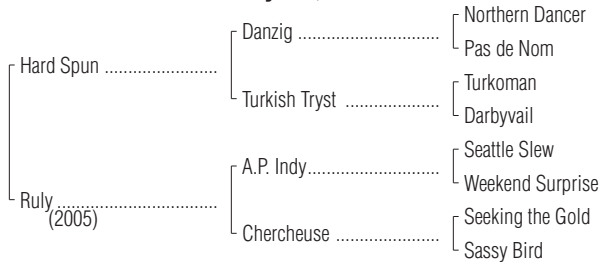 Northern Dancer
Danzig ................................
Pas de Nom
Hard Spun .........................
Turkoman
Turkish Tryst .....................
Darbyvail
Seattle Slew
A.P. Indy..............................
Weekend Surprise
Ruly ....................................
(2005)
Seeking the Gold
Chercheuse .......................
Sassy Bird